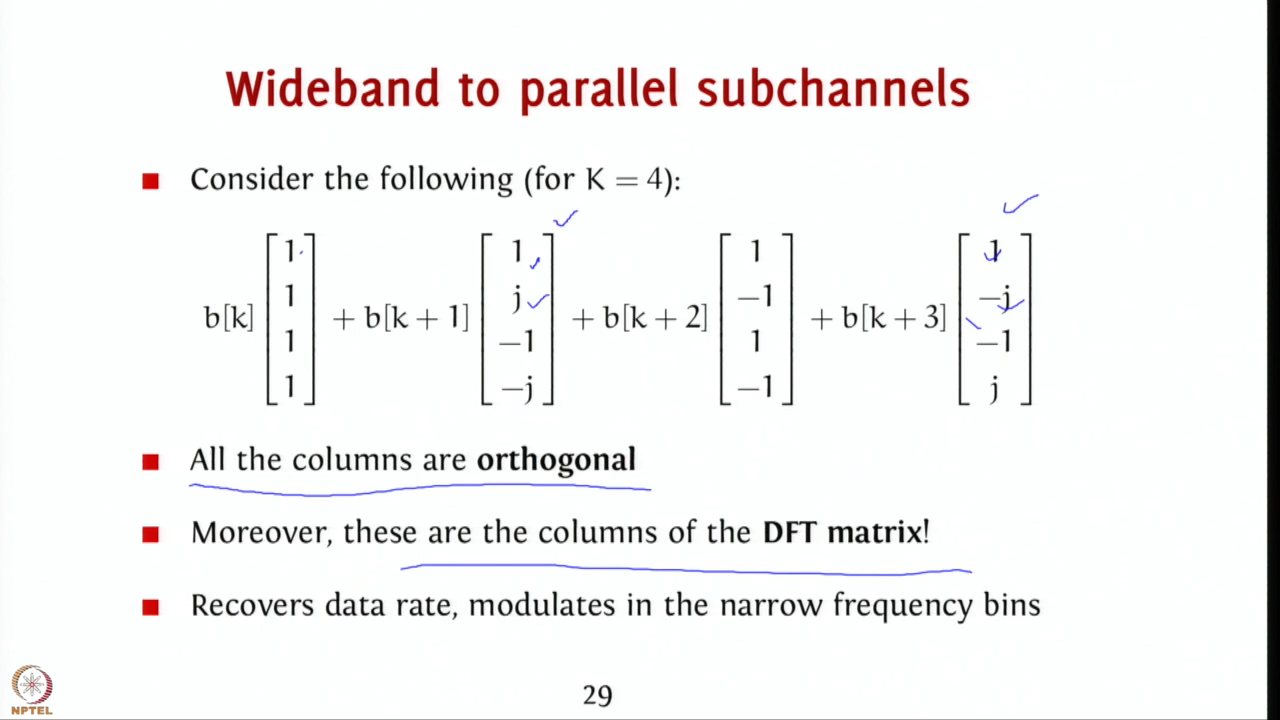 Wideband to parallel subchannels
Consider the following (for K = 4):
b[k] [1 1 1 1] + b[k + 1] [1 j −1 −j] + b[k + 2] [1 −1 1 −1] + b[k + 3] [1 −j −1 j]
All the columns are orthogonal
Moreover, these are the columns of the DFT matrix!
Recovers data rate, modulates in the narrow frequency bins
29
NPTEL